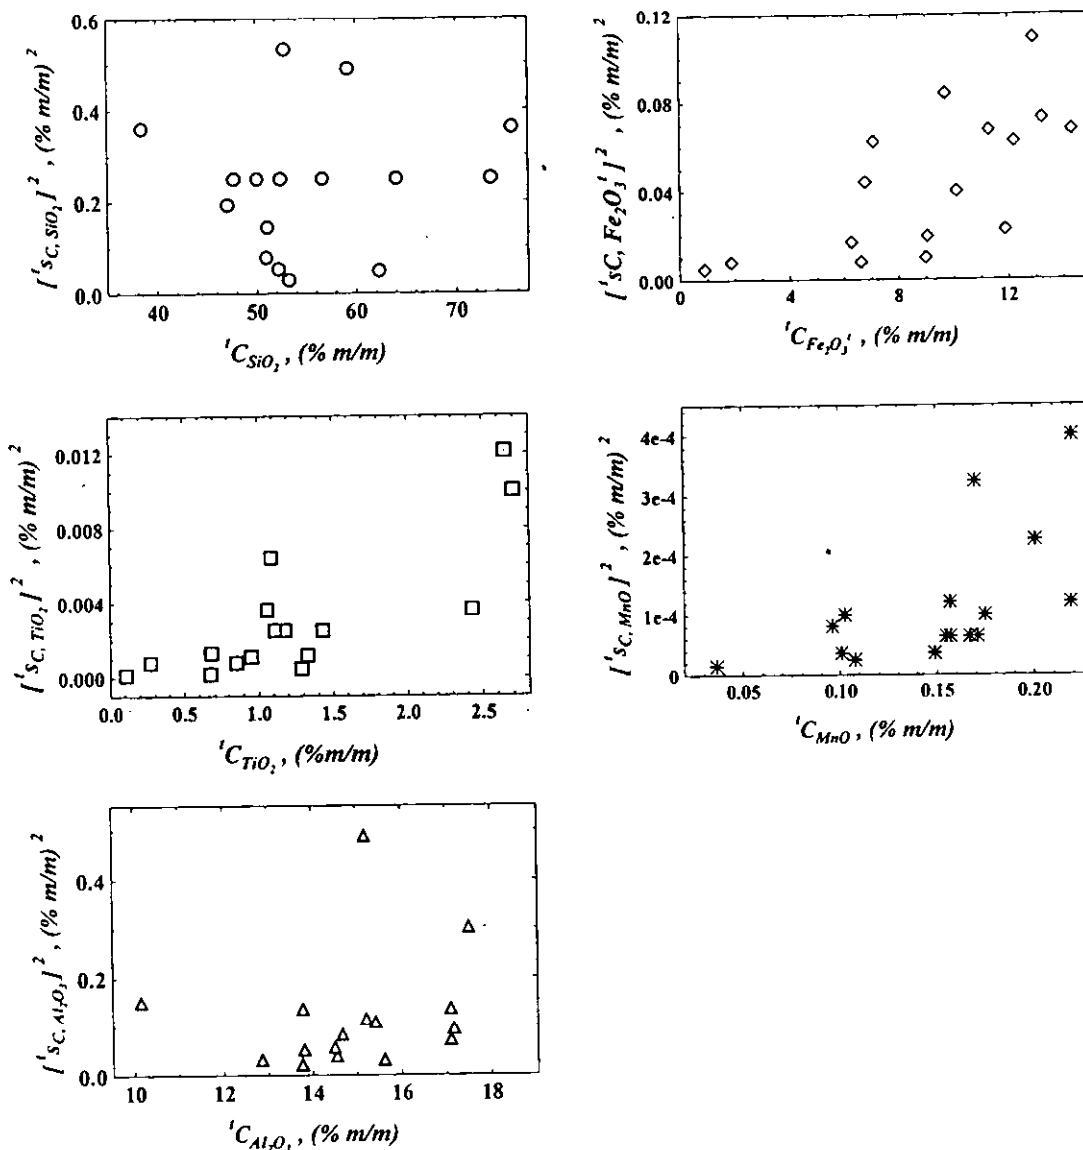 [ᵗs_C,SiO₂]², (% m/m)²
0.6
0.4
0.2
0.0
40 50 60 70
ᵗC_SiO₂, (% m/m)
[ᵗsC, Fe₂O₃ᵗ]², (% m/m)²
0.12
0.08
0.04
0.00
0 4 8 12
ᵗC_Fe₂O₃ᵗ, (% m/m)
[ᵗs_C,TiO₂]², (% m/m)²
0.012
0.008
0.004
0.000
0.0 0.5 1.0 1.5 2.0 2.5
ᵗC_TiO₂, (%m/m)
[ᵗs_C,MnO]², (% m/m)²
4e-4
3e-4
2e-4
1e-4
0
0.05 0.10 0.15 0.20
ᵗC_MnO, (% m/m)
[ᵗs_C,Al₂O₃]², (% m/m)²
0.4
0.2
0.0
10 12 14 16 18
ᵗC_Al₂O₃, (% m/m)